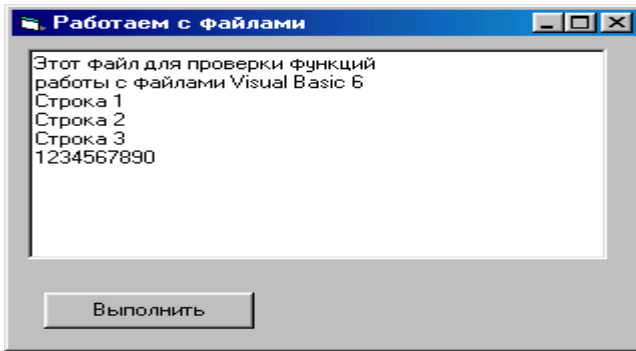 Работаем с файлами
Этот файл для проверки функций
работы с файлами Visual Basic 6
Строка 1
Строка 2
Строка 3
1234567890
Выполнить